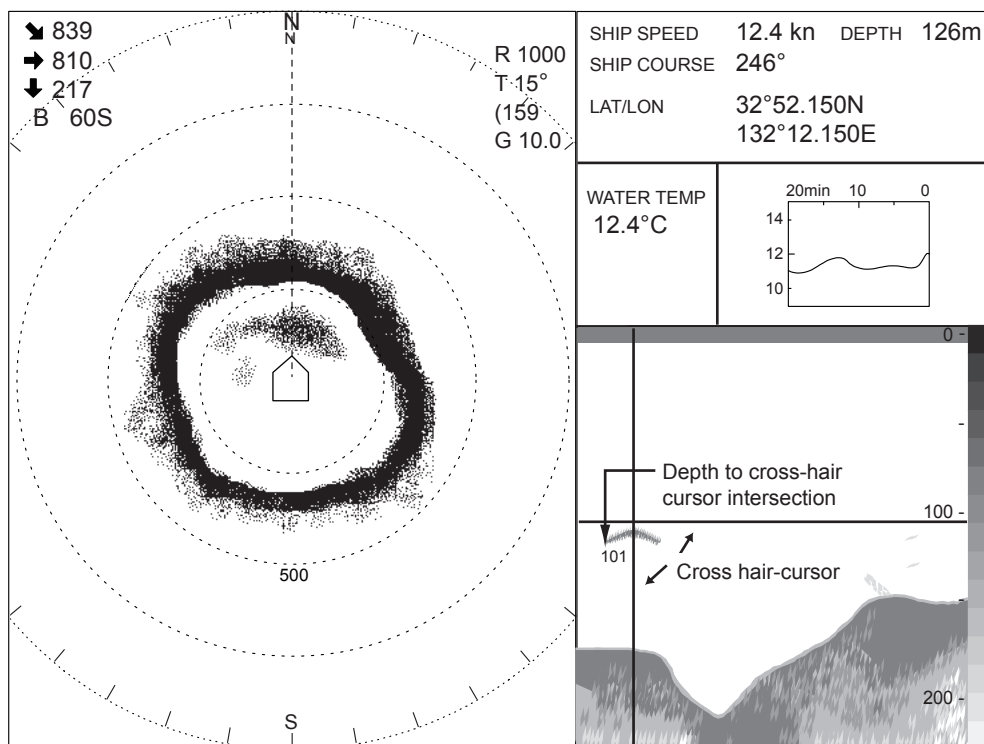 839
810
217
B 60S
N
N
R 1000
T 15°
(159
G 10.0
500
S
SHIP SPEED 12.4 kn DEPTH 126m
SHIP COURSE 246°
LAT/LON 32°52.150N
132°12.150E
WATER TEMP
12.4°C
20min 10 0
14
12
10
0
Depth to cross-hair
cursor intersection
100
101
Cross hair-cursor
200